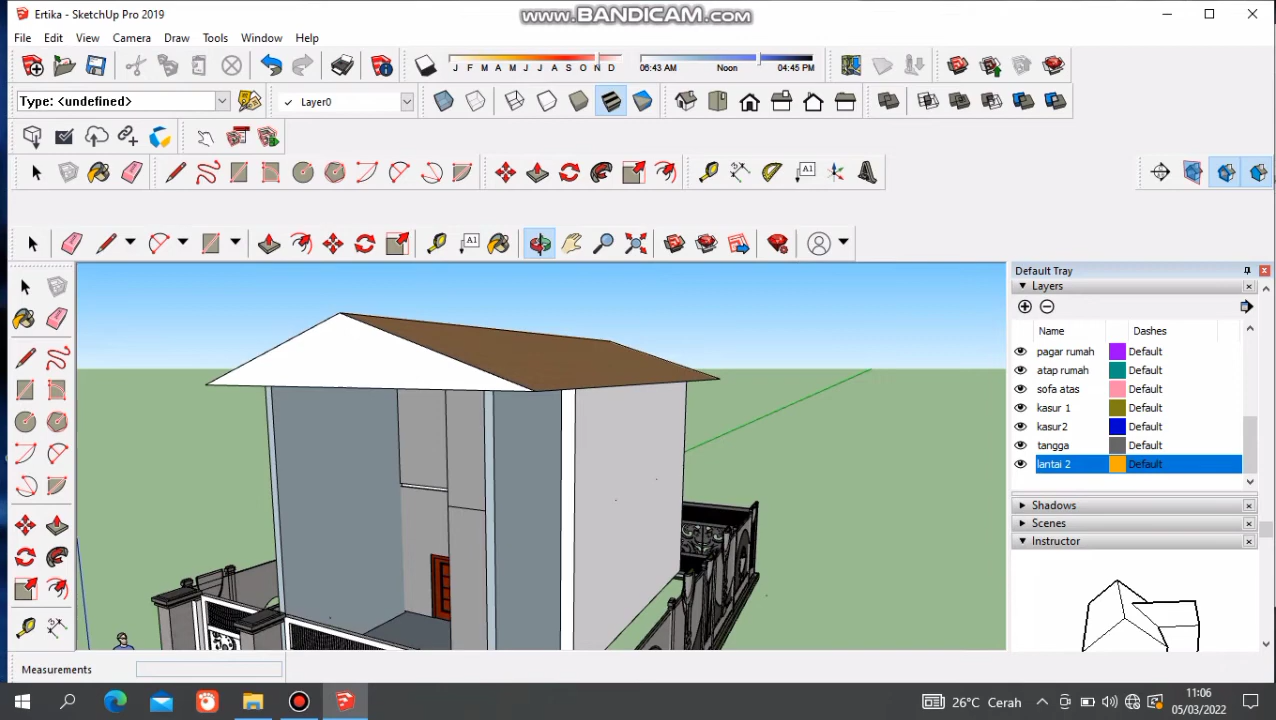 Ertika - SketchUp Pro 2019
www.BANDICAM.com
File Edit View Camera Draw Tools Window Help
J F M A M J J A S O N D
06:43 AM Noon 04:45 PM
Type: <undefined>
Layer0
A1
A1
Default Tray
Layers
Name Dashes
pagar rumah Default
atap rumah Default
sofa atas Default
kasur 1 Default
kasur2 Default
tangga Default
lantai 2 Default
Shadows
Scenes
Instructor
Measurements
26°C Cerah
11:06
05/03/2022